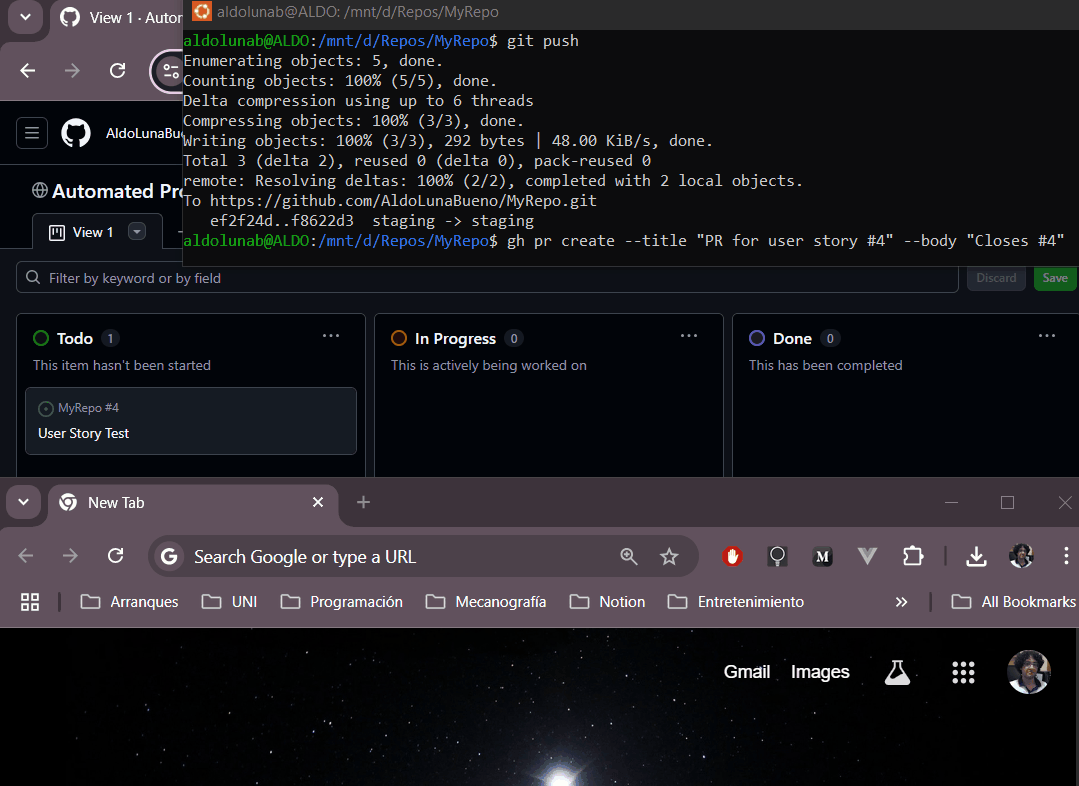 View 1 · Autor
aldolunab@ALDO: /mnt/d/Repos/MyRepo
aldolunab@ALDO:/mnt/d/Repos/MyRepo$ git push
Enumerating objects: 5, done.
Counting objects: 100% (5/5), done.
Delta compression using up to 6 threads
Compressing objects: 100% (3/3), done.
Writing objects: 100% (3/3), 292 bytes | 48.00 KiB/s, done.
Total 3 (delta 2), reused 0 (delta 0), pack-reused 0
remote: Resolving deltas: 100% (2/2), completed with 2 local objects.
To https://github.com/AldoLunaBueno/MyRepo.git
ef2f24d..f8622d3  staging -> staging
aldolunab@ALDO:/mnt/d/Repos/MyRepo$ gh pr create --title "PR for user story #4" --body "Closes #4"
AldoLunaBue
Automated Pro
View 1
Filter by keyword or by field
Discard
Save
Todo 1
This item hasn't been started
MyRepo #4
User Story Test
In Progress 0
This is actively being worked on
Done 0
This has been completed
New Tab
Search Google or type a URL
M
Arranques
UNI
Programación
Mecanografía
Notion
Entretenimiento
All Bookmarks
Gmail
Images